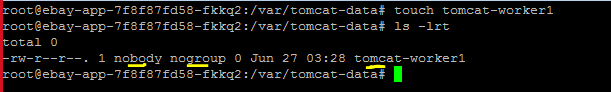 root@ebay-app-7f8f87fd58-fkkq2:/var/tomcat-data# touch tomcat-worker1
root@ebay-app-7f8f87fd58-fkkq2:/var/tomcat-data# ls -lrt
total 0
-rw-r--r--. 1 nobody nogroup 0 Jun 27 03:28 tomcat-worker1
root@ebay-app-7f8f87fd58-fkkq2:/var/tomcat-data#